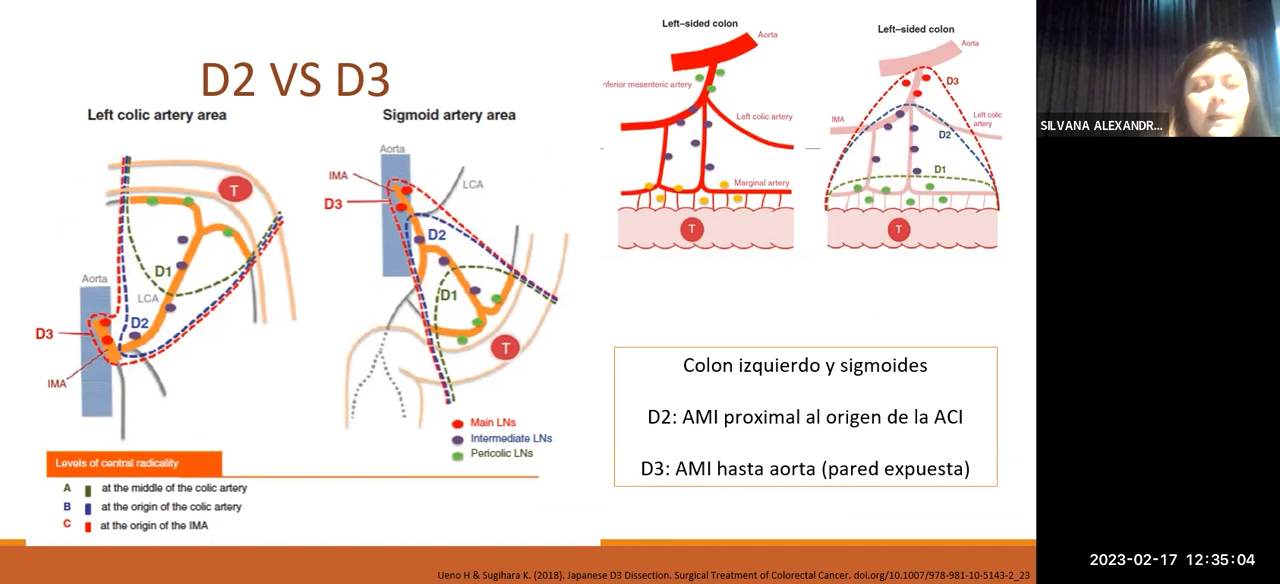 D2 VS D3
Left colic artery area
T
D1
Aorta
LCA
D2
D3
IMA
Sigmoid artery area
Aorta
IMA
LCA
D3
D2
D1
T
Main LNs
Intermediate LNs
Pericolic LNs
Levels of central radicality
A at the middle of the colic artery
B at the origin of the colic artery
C at the origin of the IMA
Left-sided colon
Aorta
nferior mesenteric artery
Left colic artery
Marginal artery
T
Left-sided colon
Aorta
D3
IMA
Left colic
artery
D2
D1
T
Colon izquierdo y sigmoides
D2: AMI proximal al origen de la ACI
D3: AMI hasta aorta (pared expuesta)
Ueno H & Sugihara K. (2018). Japanese D3 Dissection. Surgical Treatment of Colorectal Cancer. doi.org/10.1007/978-981-10-5143-2_23
SILVANA ALEXANDR...
2023-02-17 12:35:04